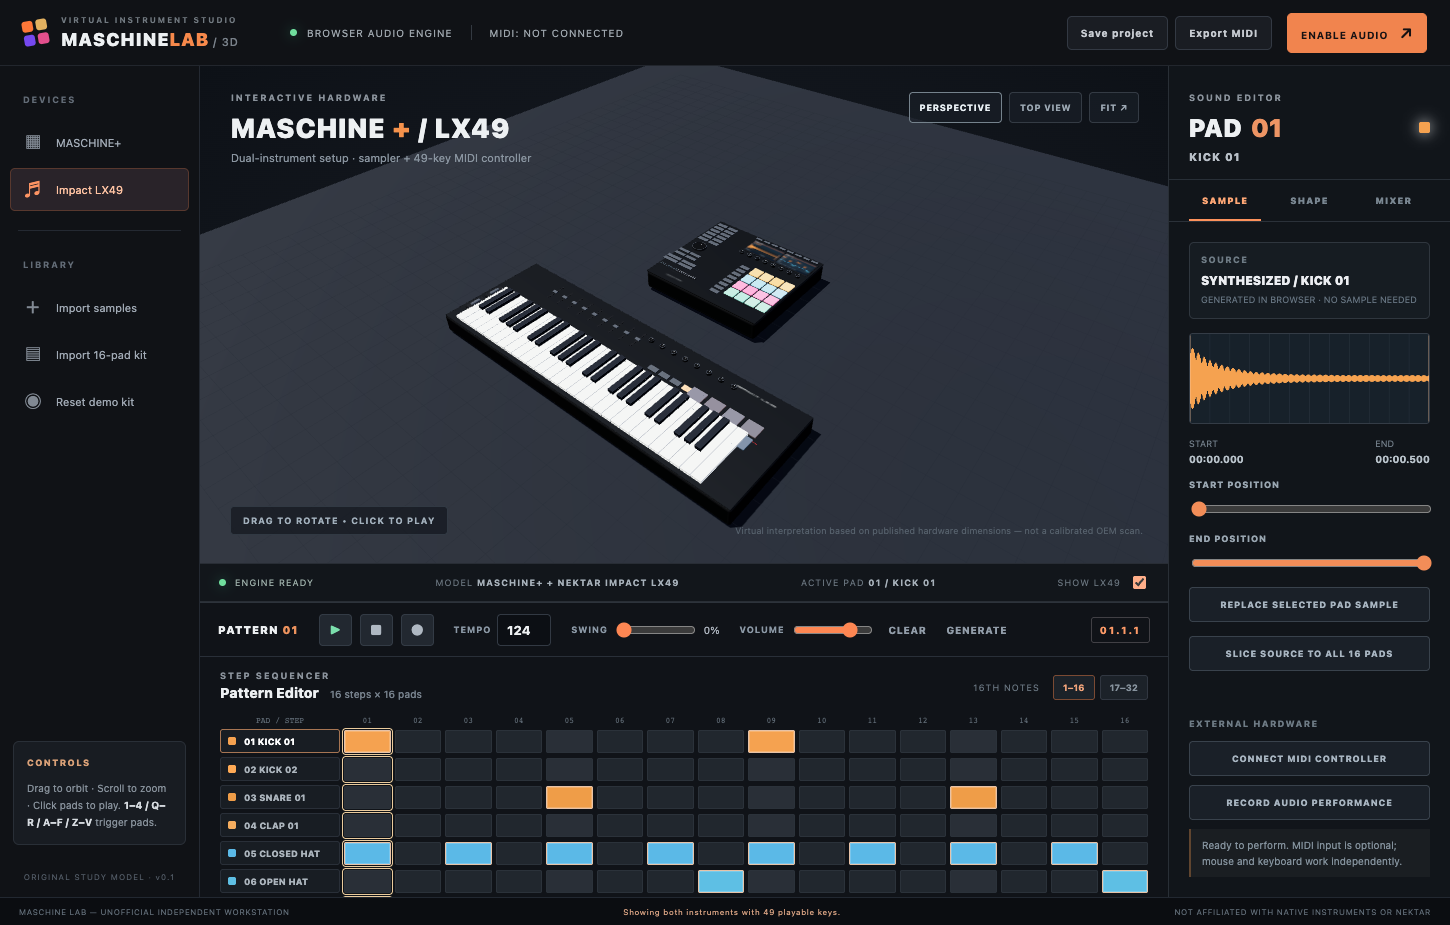 VIRTUAL INSTRUMENT STUDIO
MASCHINELAB / 3D
BROWSER AUDIO ENGINE
MIDI: NOT CONNECTED
Save project
Export MIDI
ENABLE AUDIO ↗
DEVICES
MASCHINE+
Impact LX49
LIBRARY
Import samples
Import 16-pad kit
Reset demo kit
CONTROLS
Drag to orbit · Scroll to zoom
· Click pads to play. 1–4 / Q–
R / A–F / Z–V trigger pads.
ORIGINAL STUDY MODEL · v0.1
INTERACTIVE HARDWARE
MASCHINE + / LX49
Dual-instrument setup · sampler + 49-key MIDI controller
PERSPECTIVE
TOP VIEW
FIT ↗
DRAG TO ROTATE • CLICK TO PLAY
Virtual interpretation based on published hardware dimensions — not a calibrated OEM scan.
ENGINE READY
MODEL MASCHINE+ + NEKTAR IMPACT LX49
ACTIVE PAD 01 / KICK 01
SHOW LX49
PATTERN 01
TEMPO
124
SWING
0%
VOLUME
CLEAR
GENERATE
01.1.1
STEP SEQUENCER
Pattern Editor 16 steps × 16 pads
16TH NOTES
1–16
17–32
PAD / STEP 01 02 03 04 05 06 07 08 09 10 11 12 13 14 15 16
01 KICK 01
02 KICK 02
03 SNARE 01
04 CLAP 01
05 CLOSED HAT
06 OPEN HAT
SOUND EDITOR
PAD 01
KICK 01
SAMPLE
SHAPE
MIXER
SOURCE
SYNTHESIZED / KICK 01
GENERATED IN BROWSER · NO SAMPLE NEEDED
START
END
00:00.000
00:00.500
START POSITION
END POSITION
REPLACE SELECTED PAD SAMPLE
SLICE SOURCE TO ALL 16 PADS
EXTERNAL HARDWARE
CONNECT MIDI CONTROLLER
RECORD AUDIO PERFORMANCE
Ready to perform. MIDI input is optional;
mouse and keyboard work independently.
MASCHINE LAB — UNOFFICIAL INDEPENDENT WORKSTATION
Showing both instruments with 49 playable keys.
NOT AFFILIATED WITH NATIVE INSTRUMENTS OR NEKTAR